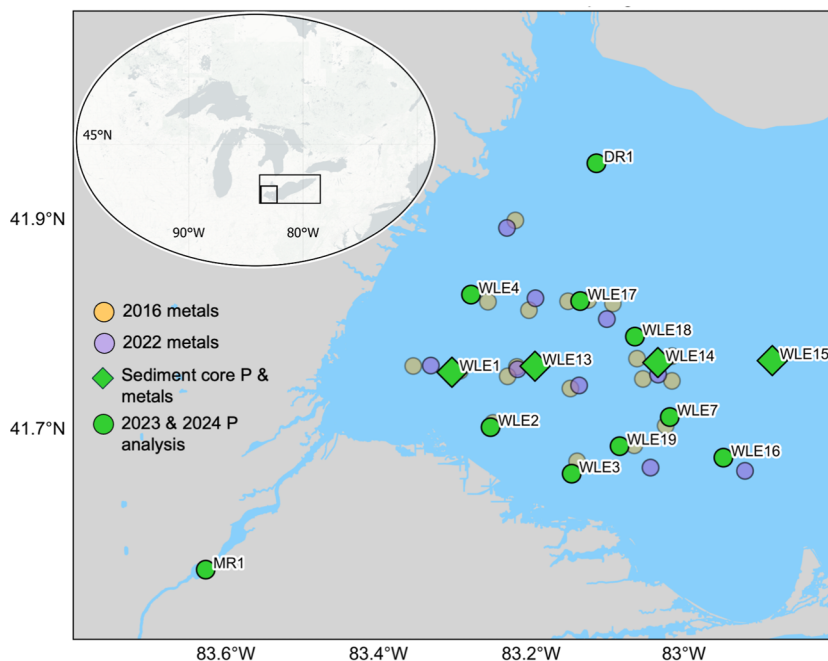 45°N
90°W
80°W
41.9°N
41.7°N
2016 metals
2022 metals
Sediment core P &
metals
2023 & 2024 P
analysis
DR1
WLE4
WLE17
WLE18
WLE1
WLE13
WLE14
WLE15
WLE2
WLE7
WLE19
WLE3
WLE16
MR1
83.6°W
83.4°W
83.2°W
83°W